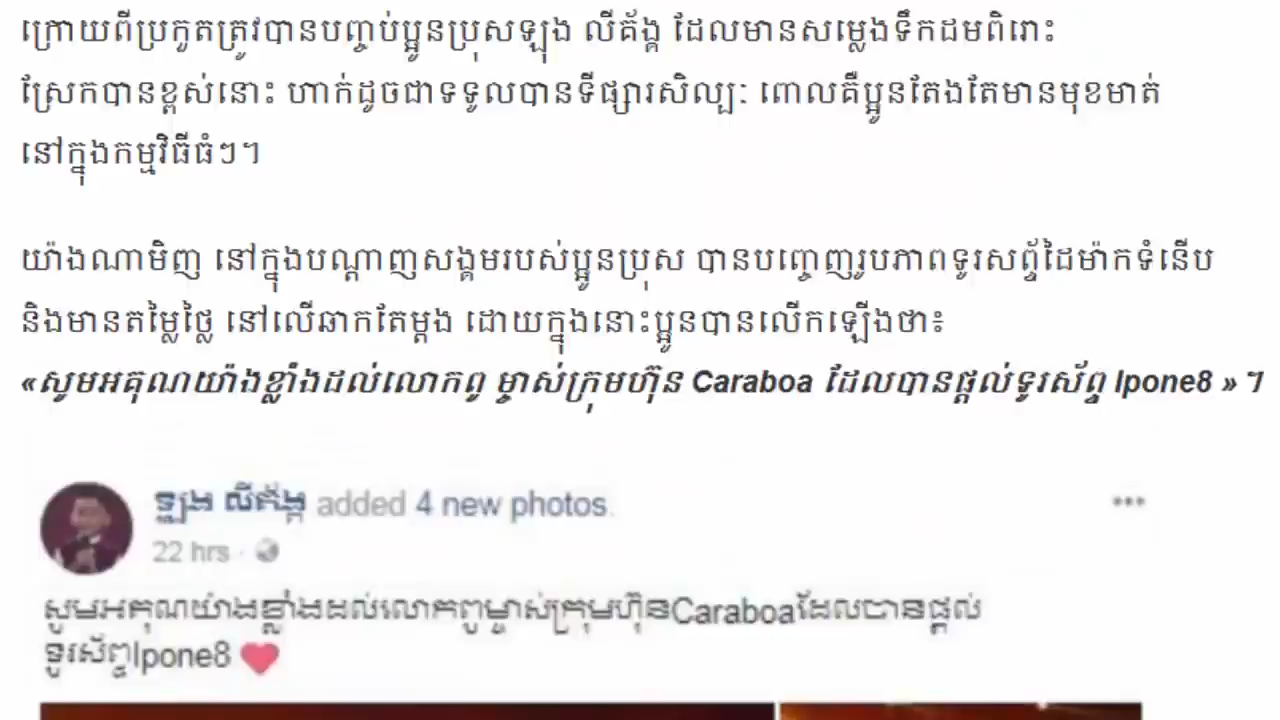 ក្រោយពីប្រកួតត្រូវបានបញ្ចប់ប្អូនប្រុសឡុង លីគ័ង្គ ដែលមានសម្លេងទឹកដមពិរោះ
ស្រែកបានខ្ពស់នោះ ហាក់ដូចជាទទូលបានទីផ្សារសិល្បៈ ពោលគឺប្អូនតែងតែមានមុខមាត់
នៅក្នុងកម្មវិធីធំៗ។
យ៉ាងណាមិញ នៅក្នុងបណ្តាញសង្គមរបស់ប្អូនប្រុស បានបញ្ចេញរូបភាពទូរសព្ទ័ដៃម៉ាកទំនើប
និងមានតម្លៃថ្លៃ នៅលើឆាកតែម្តង ដោយក្នុងនោះប្អូនបានលើកឡើងថា៖
«សូមអគុណយ៉ាងខ្លាំងដល់លោកពូ ម្ចាស់ក្រុមហ៊ុន Caraboa ដែលបានផ្តល់ទូរស័ព្ទ Ipone8 » ។
ឡុង លីគ័ង្គ added 4 new photos.
22 hrs ·
សូមអគុណយ៉ាងខ្លាំងដល់លោកពូម្ចាស់ក្រុមហ៊ុនCaraboaដែលបានផ្តល់
ទូរស័ព្ទIpone8